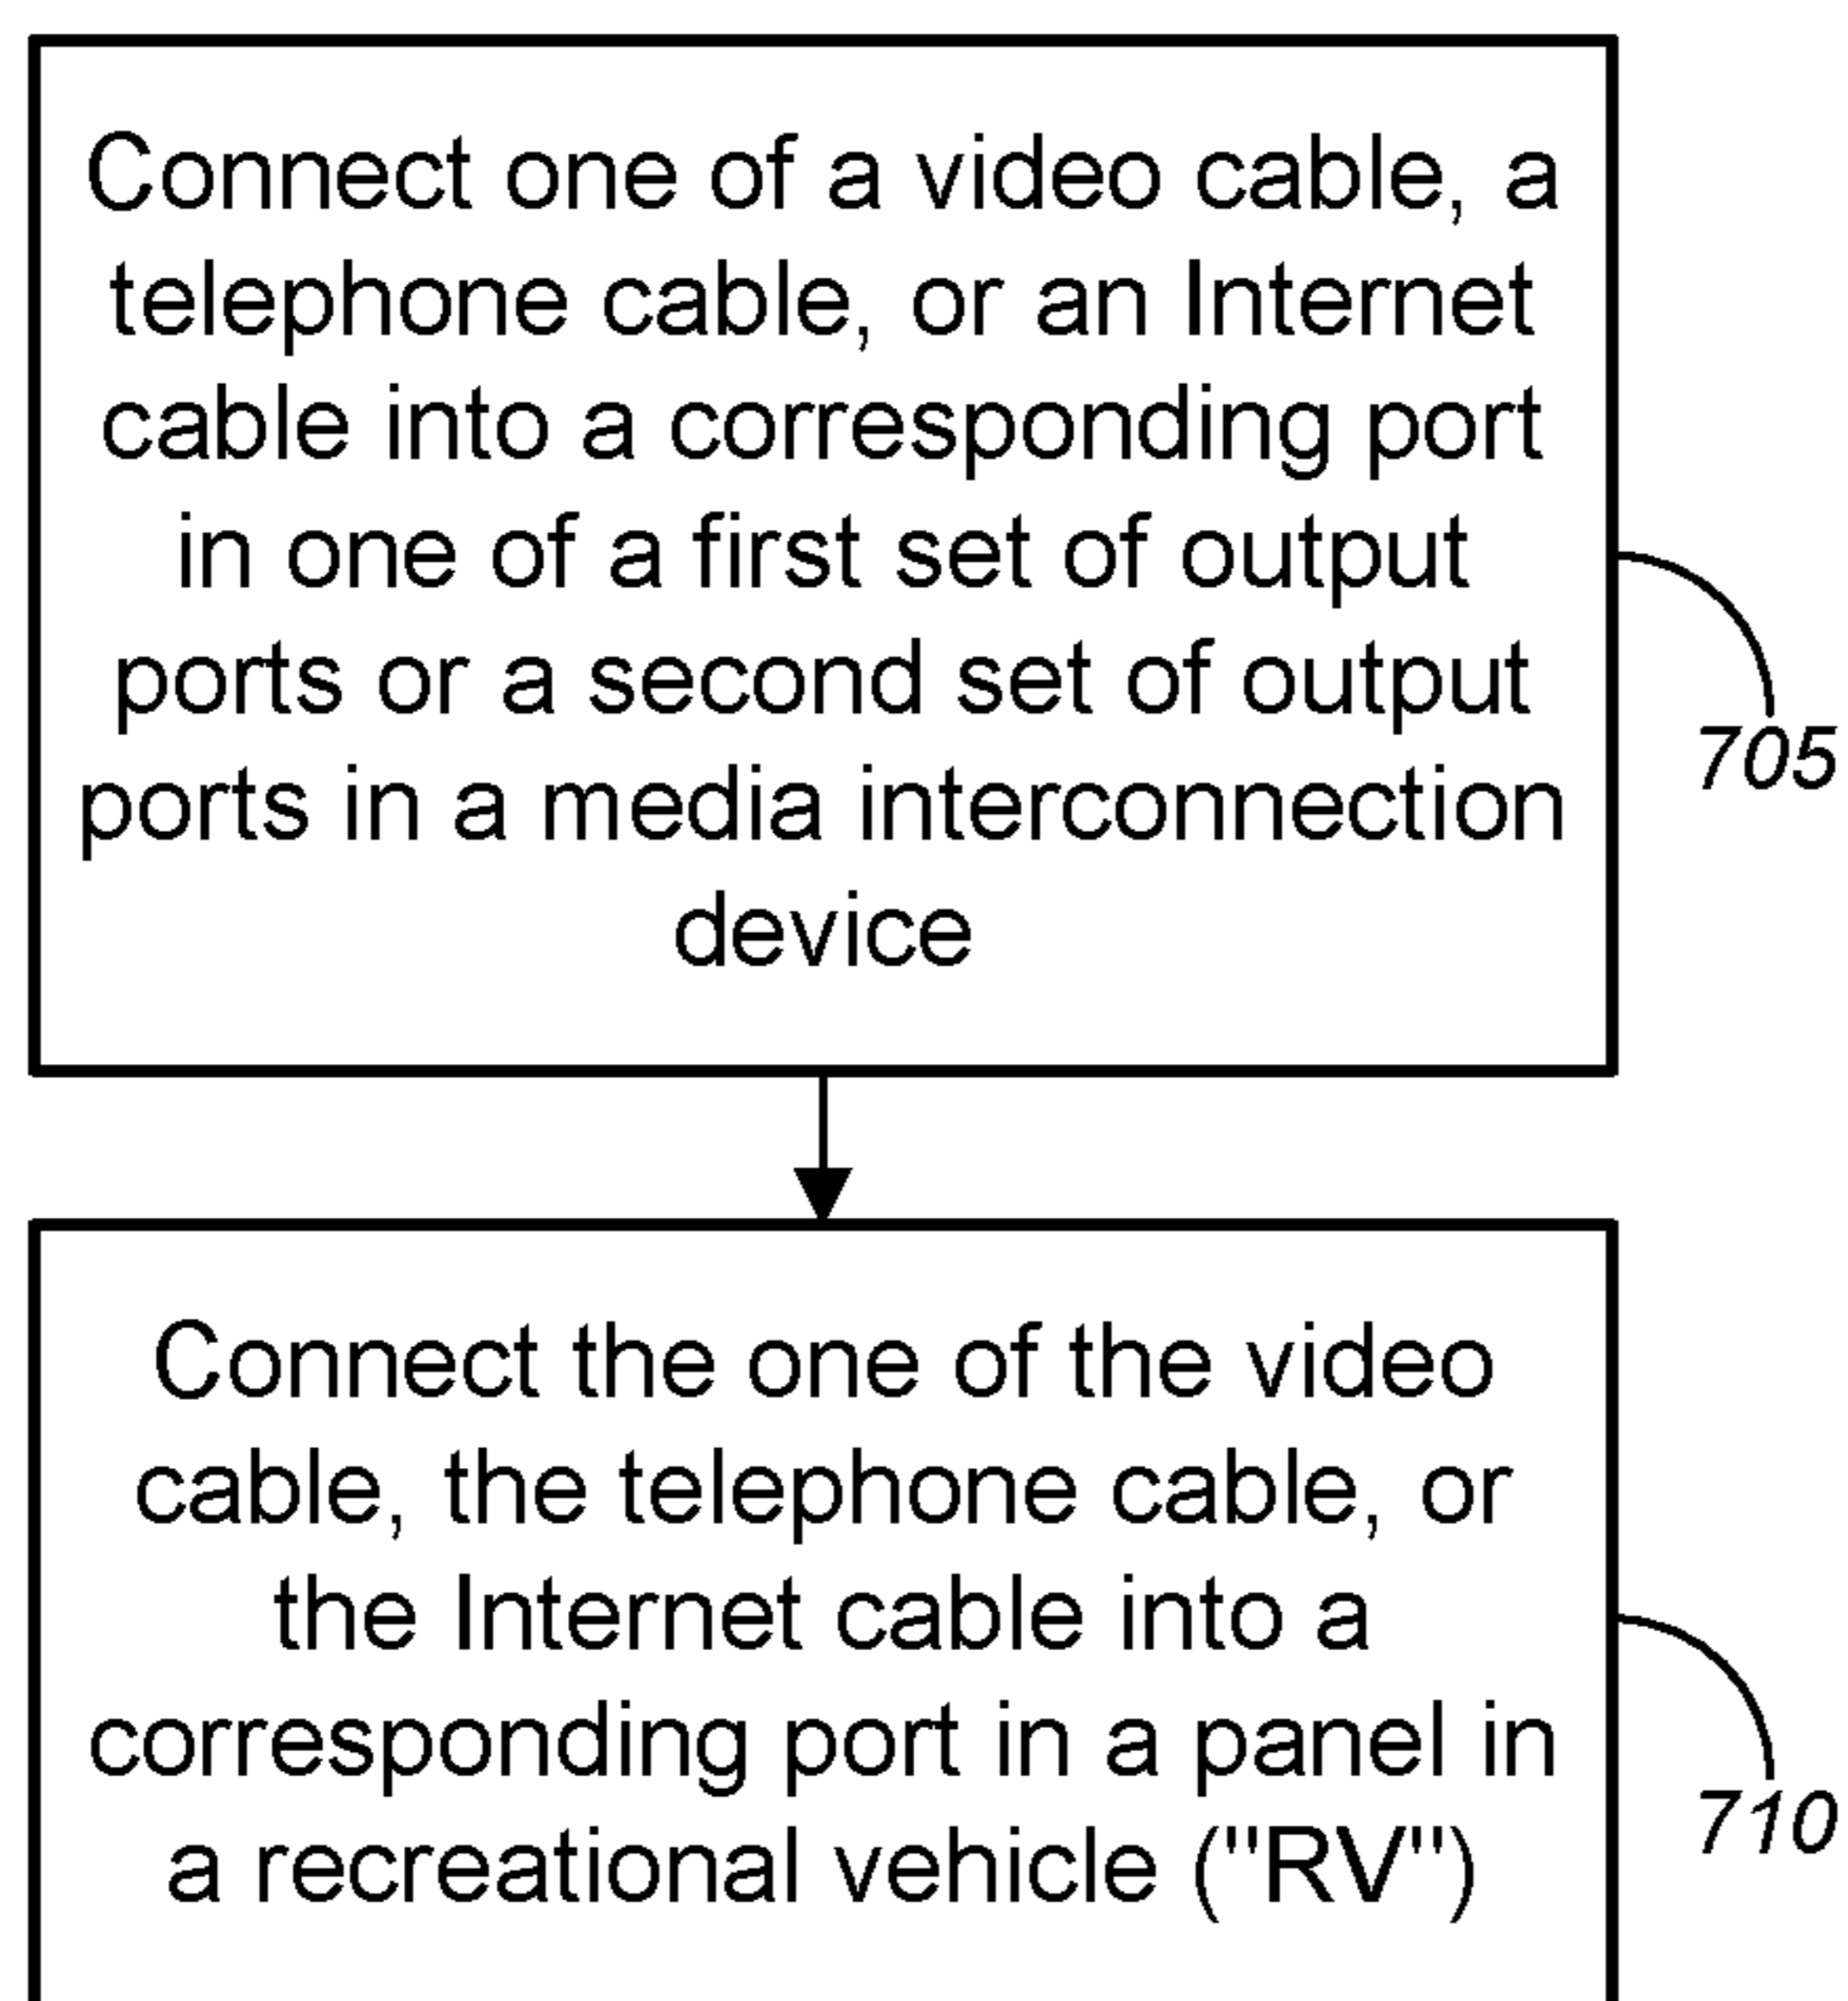 Connect one of a video cable, a
telephone cable, or an Internet
cable into a corresponding port
in one of a first set of output
ports or a second set of output
ports in a media interconnection
device
705
Connect the one of the video
cable, the telephone cable, or
the Internet cable into a
corresponding port in a panel in
a recreational vehicle ("RV")
710